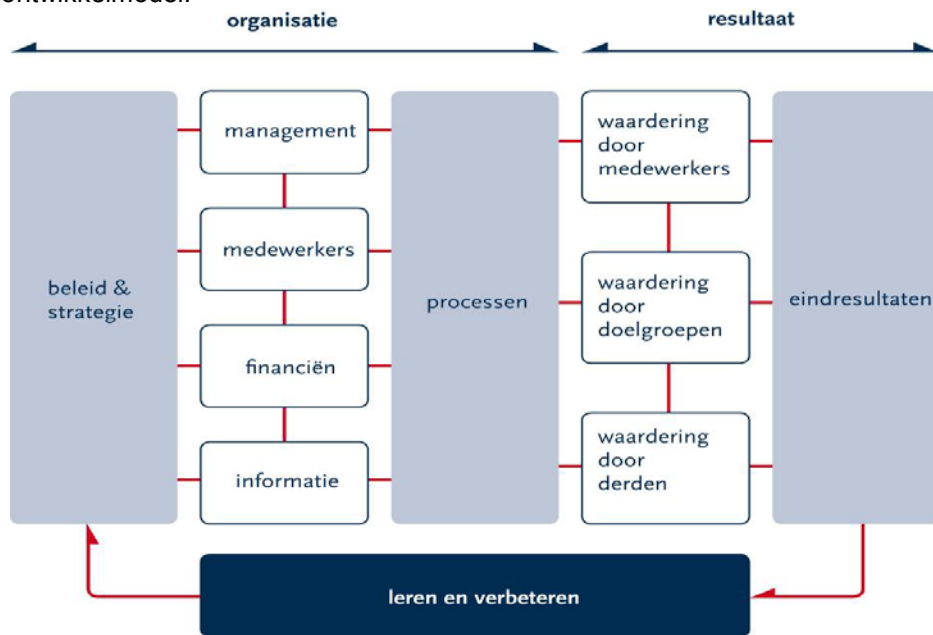 organisatie
resultaat
beleid &
strategie
management
medewerkers
financiën
informatie
processen
waardering
door
medewerkers
waardering
door
doelgroepen
waardering
door
derden
eindresultaten
leren en verbeteren